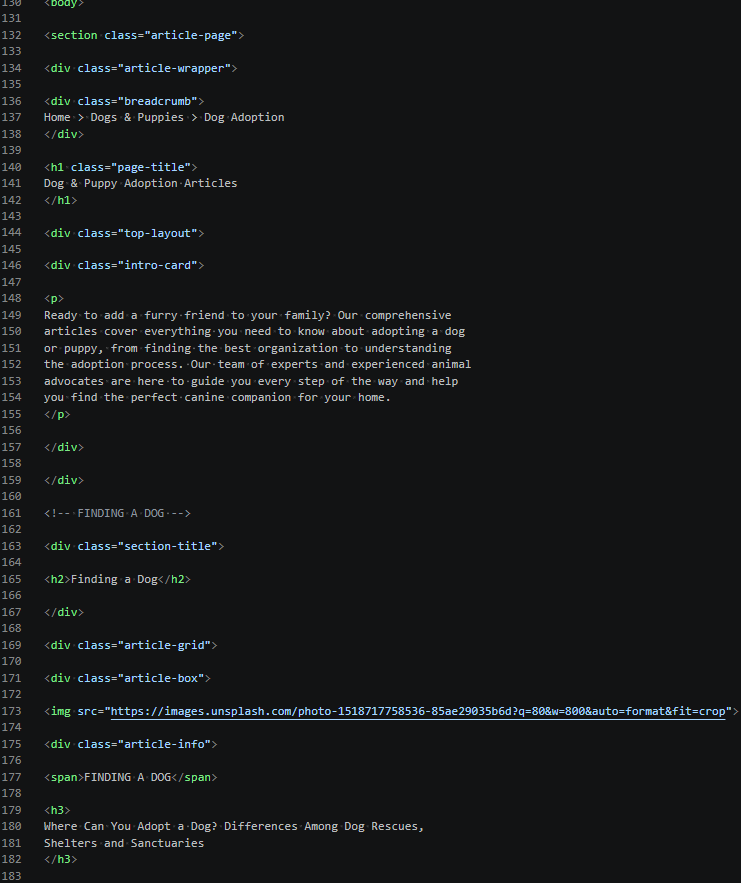 130 <body>
131
132 <section class="article-page">
133
134 <div class="article-wrapper">
135
136 <div class="breadcrumb">
137 Home > Dogs & Puppies > Dog Adoption
138 </div>
139
140 <h1 class="page-title">
141 Dog & Puppy Adoption Articles
142 </h1>
143
144 <div class="top-layout">
145
146 <div class="intro-card">
147
148 <p>
149 Ready to add a furry friend to your family? Our comprehensive
150 articles cover everything you need to know about adopting a dog
151 or puppy, from finding the best organization to understanding
152 the adoption process. Our team of experts and experienced animal
153 advocates are here to guide you every step of the way and help
154 you find the perfect canine companion for your home.
155 </p>
156
157 </div>
158
159 </div>
160
161 <!-- FINDING A DOG -->
162
163 <div class="section-title">
164
165 <h2>Finding a Dog</h2>
166
167 </div>
168
169 <div class="article-grid">
170
171 <div class="article-box">
172
173 <img src="https://images.unsplash.com/photo-1518717758536-85ae29035b6d?q=80&w=800&auto=format&fit=crop">
174
175 <div class="article-info">
176
177 <span>FINDING A DOG</span>
178
179 <h3>
180 Where Can You Adopt a Dog? Differences Among Dog Rescues,
181 Shelters and Sanctuaries
182 </h3>
183